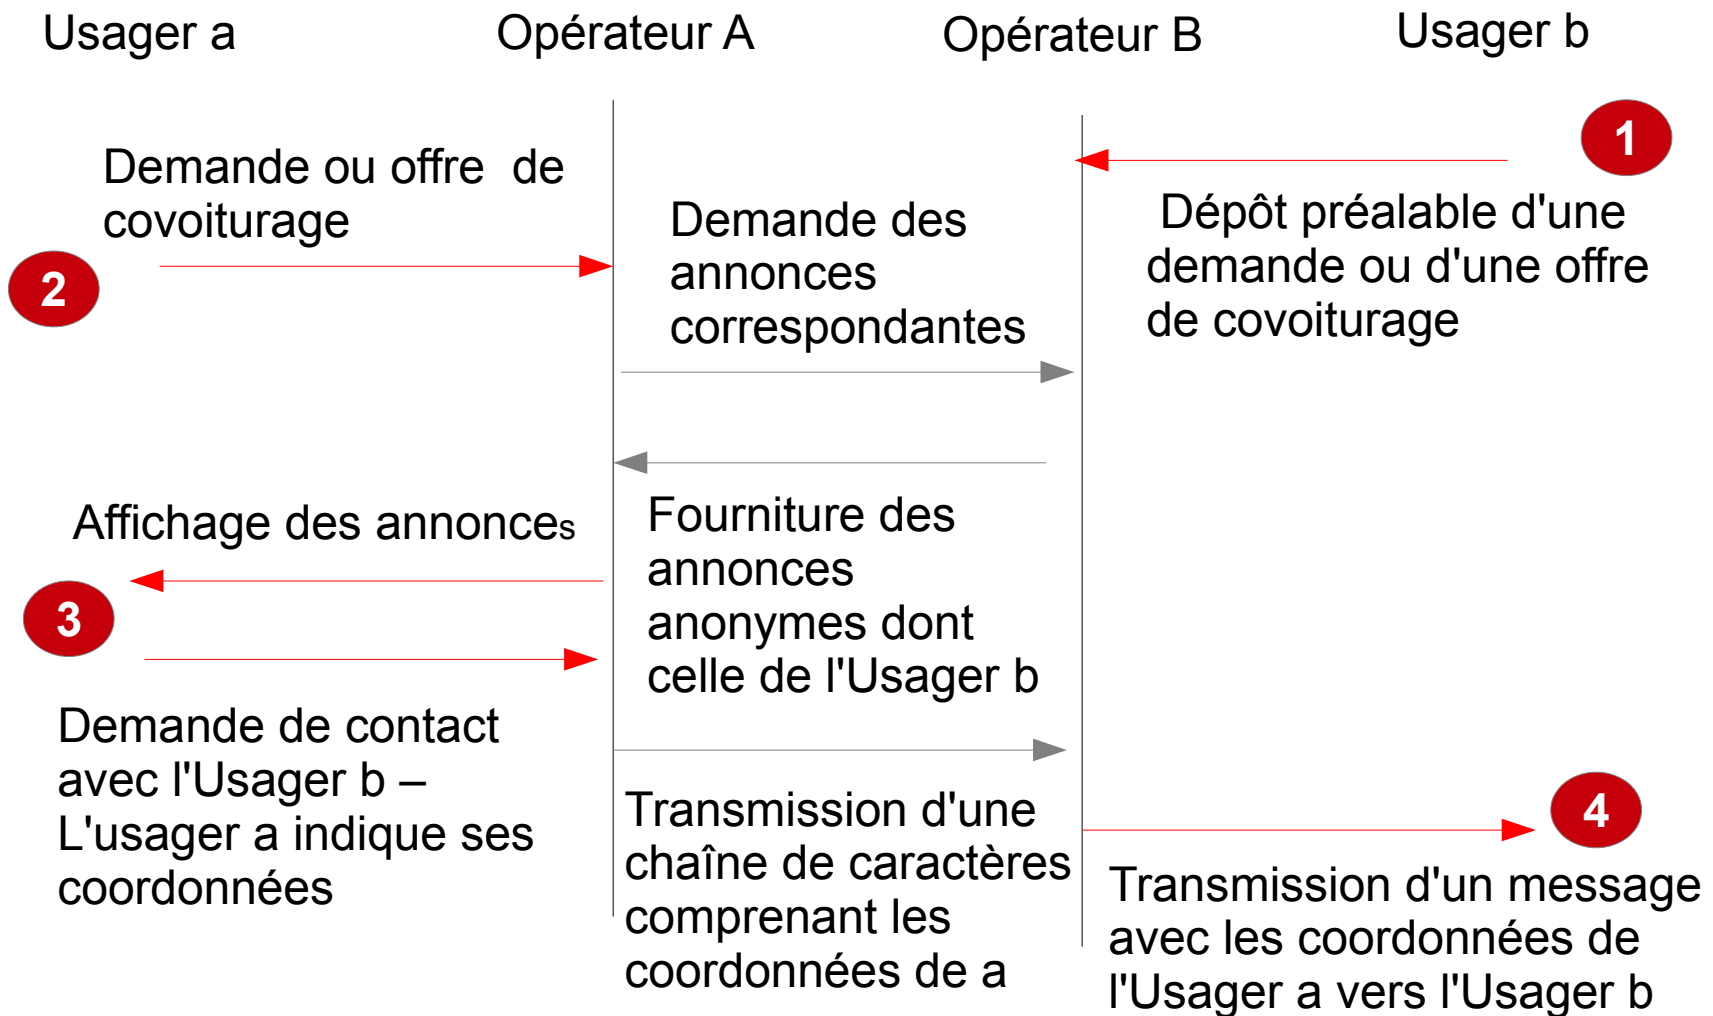 Usager a
Opérateur A
Opérateur B
Usager b
1
Demande ou offre de
covoiturage
2
Demande des
annonces
correspondantes
Dépôt préalable d'une
demande ou d'une offre
de covoiturage
Affichage des annonces
3
Fourniture des
annonces
anonymes dont
celle de l'Usager b
Demande de contact
avec l'Usager b –
L'usager a indique ses
coordonnées
Transmission d'une
chaîne de caractères
comprenant les
coordonnées de a
4
Transmission d'un message
avec les coordonnées de
l'Usager a vers l'Usager b